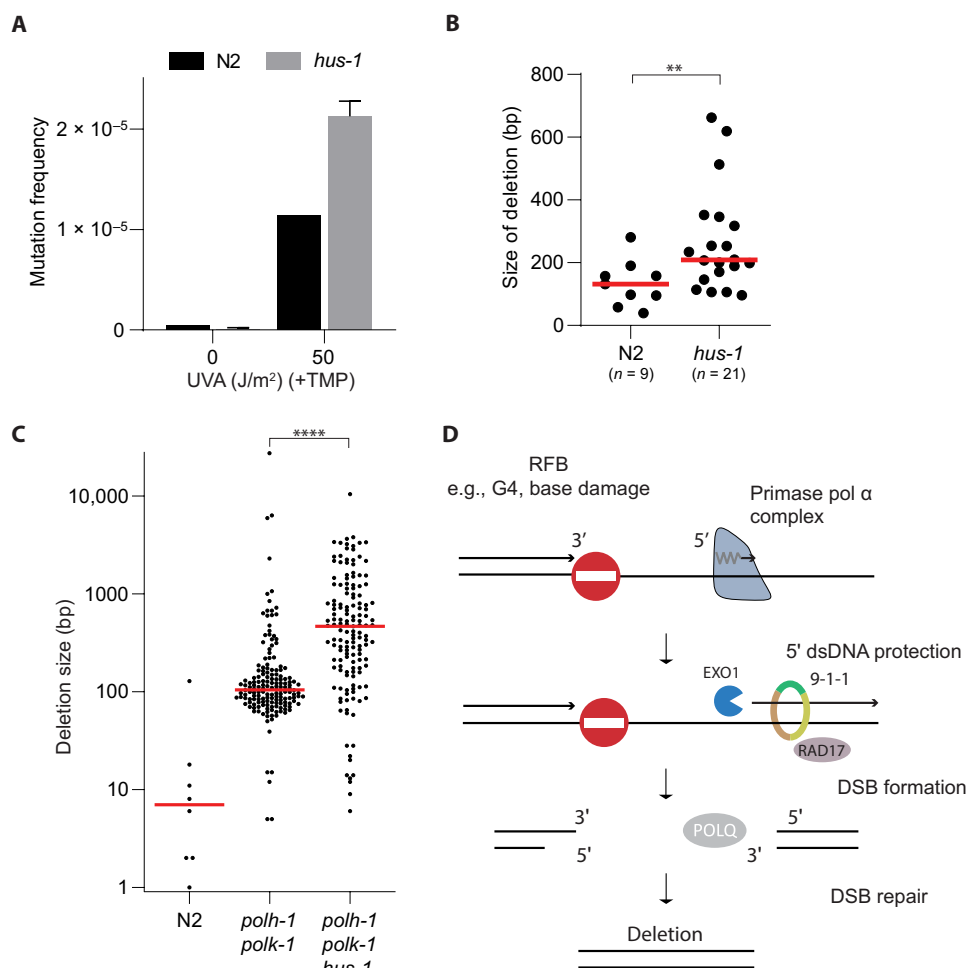 A
N2
hus-1
Mutation frequency
2 × 10⁻⁵
1 × 10⁻⁵
0
0
50
UVA (J/m²) (+TMP)
B
**
Size of deletion (bp)
800
600
400
200
0
N2
hus-1
(n = 9)
(n = 21)
C
****
Deletion size (bp)
10,000
1000
100
10
1
N2
polh-1
polk-1
polh-1
polk-1
hus-1
D
RFB
e.g., G4, base damage
Primase pol α
complex
3′
5′
5' dsDNA protection
EXO1
9-1-1
RAD17
DSB formation
3'
5'
POLQ
5'
3'
DSB repair
Deletion